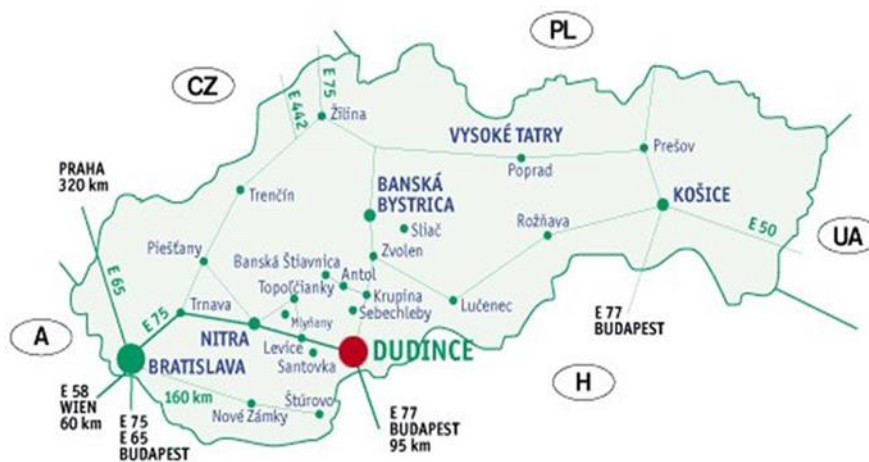 PL
CZ
E 75
E 442
Žilina
VYSOKÉ TATRY
Prešov
Poprad
PRAHA
320 km
Trenčín
BANSKÁ
BYSTRICA
KOŠICE
Sliač
Rožňava
E 50
UA
Piešťany
Zvolen
Banská Štiavnica
Antol
E 65
Topoľčianky
Krupina
Lučenec
Sebechleby
E 77
BUDAPEST
Trnava
E 75
Mlyňany
NITRA
A
Levice
DUDINCE
BRATISLAVA
Santovka
H
E 58
WIEN
60 km
160 km
Štúrovo
Nové Zámky
E 75
E 65
BUDAPEST
E 77
BUDAPEST
95 km